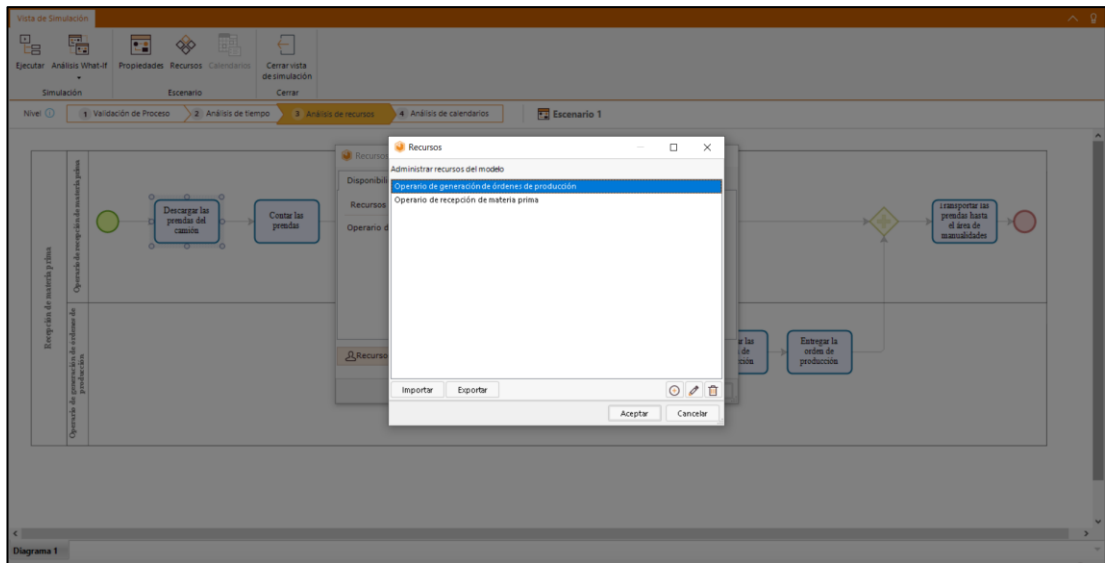 Vista de Simulación
Ejecutar Análisis What-If Propiedades Recursos Calendarios Cerrar vista
de simulación
Simulación Escenario Cerrar
Nivel 1 Validación de Proceso 2 Análisis de tiempo 3 Análisis de recursos 4 Análisis de calendarios Escenario 1
Recepción de materia prima
Operario de recepción de materia prima
Descargar las
prendas del
camión
Contar las
prendas
Transportar las
prendas hasta
el área de
manualidades
Operario de generación de órdenes de
producción
Entregar la
orden de
producción
Recursos
Administrar recursos del modelo
Operario de generación de órdenes de producción
Operario de recepción de materia prima
Importar Exportar
Aceptar Cancelar
Recursos
Operario
Diagrama 1